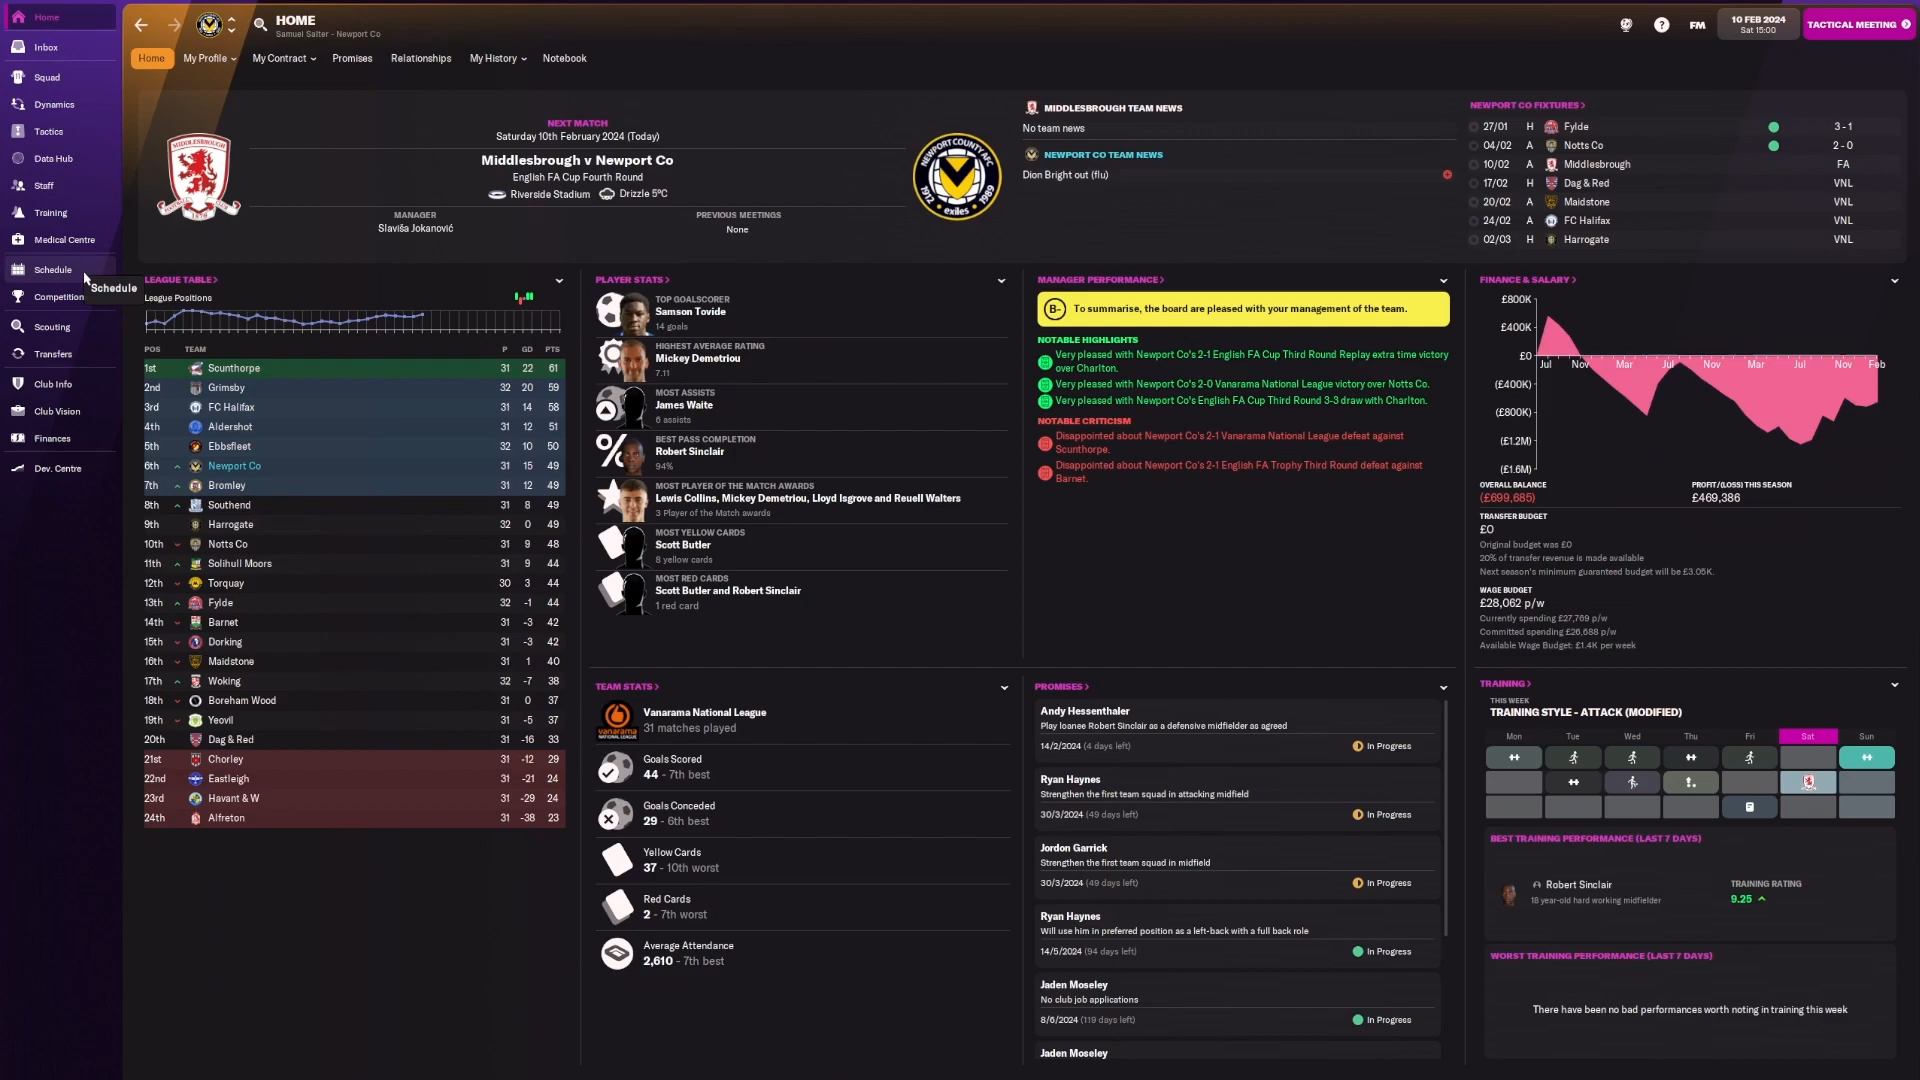 Home
Inbox
Squad
Dynamics
Tactics
Data Hub
Staff
Training
Medical Centre
Schedule
Schedule
Competition
Scouting
Transfers
Club Info
Club Vision
Finances
Dev. Centre
HOME
Samuel Salter - Newport Co
FM
10 FEB 2024
Sat 15:00
TACTICAL MEETING
Home My Profile My Contract Promises Relationships My History Notebook
NEXT MATCH
Saturday 10th February 2024 (Today)
Middlesbrough v Newport Co
English FA Cup Fourth Round
Riverside Stadium Drizzle 5°C
MANAGER
Slaviša Jokanović
PREVIOUS MEETINGS
None
MIDDLESBROUGH
1876
NEWPORT COUNTY AFC
1912 exiles 1989
MIDDLESBROUGH TEAM NEWS
No team news
NEWPORT CO TEAM NEWS
Dion Bright out (flu)
NEWPORT CO FIXTURES >
27/01 H Fylde 3 - 1
04/02 A Notts Co 2 - 0
10/02 A Middlesbrough FA
17/02 H Dag & Red VNL
20/02 A Maidstone VNL
24/02 A FC Halifax VNL
02/03 H Harrogate VNL
LEAGUE TABLE >
League Positions
POS TEAM P GD PTS
1st Scunthorpe 31 22 61
2nd Grimsby 32 20 59
3rd FC Halifax 31 14 58
4th Aldershot 31 12 51
5th Ebbsfleet 32 10 50
6th Newport Co 31 15 49
7th Bromley 31 12 49
8th Southend 31 8 49
9th Harrogate 32 0 49
10th Notts Co 31 9 48
11th Solihull Moors 31 9 44
12th Torquay 30 3 44
13th Fylde 32 -1 44
14th Barnet 31 -3 42
15th Dorking 31 -3 42
16th Maidstone 31 1 40
17th Woking 32 -7 38
18th Boreham Wood 31 0 37
19th Yeovil 31 -5 37
20th Dag & Red 31 -16 33
21st Chorley 31 -12 29
22nd Eastleigh 31 -21 24
23rd Havant & W 31 -29 24
24th Alfreton 31 -38 23
PLAYER STATS >
TOP GOALSCORER
Samson Tovide
14 goals
HIGHEST AVERAGE RATING
Mickey Demetriou
7.11
MOST ASSISTS
James Waite
6 assists
BEST PASS COMPLETION
Robert Sinclair
94%
MOST PLAYER OF THE MATCH AWARDS
Lewis Collins, Mickey Demetriou, Lloyd Isgrove and Reuell Walters
3 Player of the Match awards
MOST YELLOW CARDS
Scott Butler
8 yellow cards
MOST RED CARDS
Scott Butler and Robert Sinclair
1 red card
TEAM STATS >
Vanarama National League
31 matches played
Goals Scored
44 - 7th best
Goals Conceded
29 - 6th best
Yellow Cards
37 - 10th worst
Red Cards
2 - 7th worst
Average Attendance
2,610 - 7th best
MANAGER PERFORMANCE >
B- To summarise, the board are pleased with your management of the team.
NOTABLE HIGHLIGHTS
Very pleased with Newport Co's 2-1 English FA Cup Third Round Replay extra time victory
over Charlton.
Very pleased with Newport Co's 2-0 Vanarama National League victory over Notts Co.
Very pleased with Newport Co's English FA Cup Third Round 3-3 draw with Charlton.
NOTABLE CRITICISM
Disappointed about Newport Co's 2-1 Vanarama National League defeat against
Scunthorpe.
Disappointed about Newport Co's 2-1 English FA Trophy Third Round defeat against
Barnet.
PROMISES >
Andy Hessenthaler
Play loanee Robert Sinclair as a defensive midfielder as agreed
14/2/2024 (4 days left) In Progress
Ryan Haynes
Strengthen the first team squad in attacking midfield
30/3/2024 (49 days left) In Progress
Jordon Garrick
Strengthen the first team squad in midfield
30/3/2024 (49 days left) In Progress
Ryan Haynes
Will use him in preferred position as a left-back with a full back role
14/5/2024 (94 days left) In Progress
Jaden Moseley
No club job applications
8/6/2024 (119 days left) In Progress
Jaden Moseley
FINANCE & SALARY >
£800K
£400K
£0
(£400K)
(£800K)
(£1.2M)
(£1.6M)
Jul Nov Mar Jul Nov Mar Jul Nov Feb
OVERALL BALANCE
(£699,685)
PROFIT/(LOSS) THIS SEASON
£469,386
TRANSFER BUDGET
£0
Original budget was £0
20% of transfer revenue is made available
Next season's minimum guaranteed budget will be £3.05K.
WAGE BUDGET
£28,062 p/w
Currently spending £27,769 p/w
Committed spending £26,688 p/w
Available Wage Budget: £1.4K per week
TRAINING >
THIS WEEK
TRAINING STYLE - ATTACK (MODIFIED)
Mon Tue Wed Thu Fri Sat Sun
BEST TRAINING PERFORMANCE (LAST 7 DAYS)
Robert Sinclair
18 year-old hard working midfielder
TRAINING RATING
9.25
WORST TRAINING PERFORMANCE (LAST 7 DAYS)
There have been no bad performances worth noting in training this week